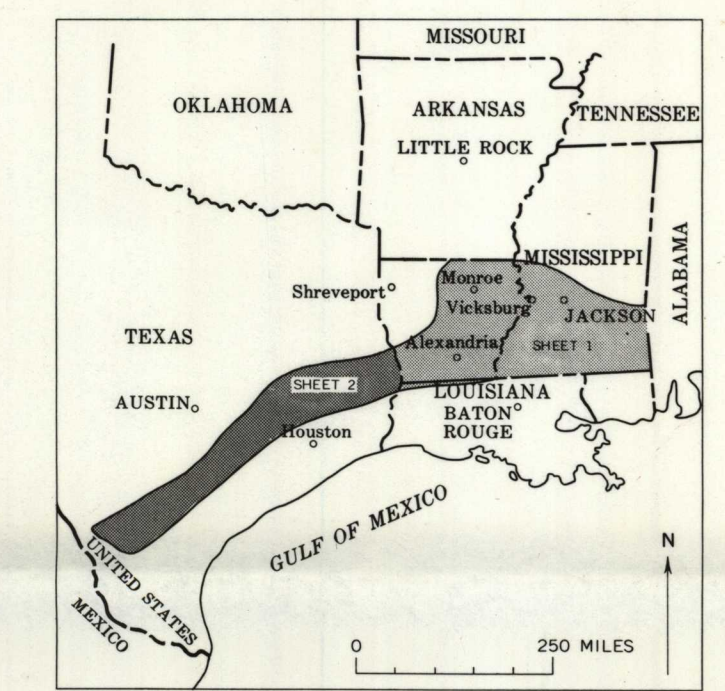 MISSOURI
OKLAHOMA
ARKANSAS
TENNESSEE
LITTLE ROCK
MISSISSIPPI
ALABAMA
Monroe
Shreveport
Vicksburg
JACKSON
TEXAS
Alexandria
SHEET 1
SHEET 2
LOUISIANA
AUSTIN
BATON
ROUGE
Houston
GULF OF MEXICO
UNITED STATES
MEXICO
N
0
250 MILES